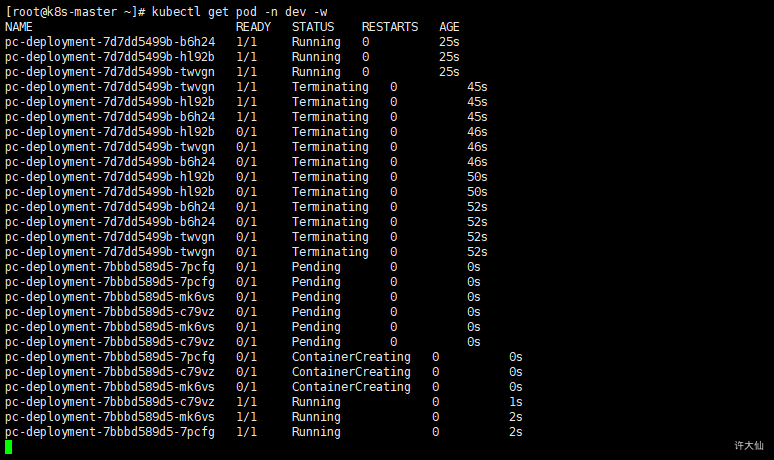 [root@k8s-master ~]# kubectl get pod -n dev -w
NAME READY STATUS RESTARTS AGE
pc-deployment-7d7dd5499b-b6h24 1/1 Running 0 25s
pc-deployment-7d7dd5499b-hl92b 1/1 Running 0 25s
pc-deployment-7d7dd5499b-twvgn 1/1 Running 0 25s
pc-deployment-7d7dd5499b-twvgn 1/1 Terminating 0 45s
pc-deployment-7d7dd5499b-hl92b 1/1 Terminating 0 45s
pc-deployment-7d7dd5499b-b6h24 1/1 Terminating 0 45s
pc-deployment-7d7dd5499b-hl92b 0/1 Terminating 0 46s
pc-deployment-7d7dd5499b-twvgn 0/1 Terminating 0 46s
pc-deployment-7d7dd5499b-b6h24 0/1 Terminating 0 46s
pc-deployment-7d7dd5499b-hl92b 0/1 Terminating 0 50s
pc-deployment-7d7dd5499b-hl92b 0/1 Terminating 0 50s
pc-deployment-7d7dd5499b-b6h24 0/1 Terminating 0 52s
pc-deployment-7d7dd5499b-b6h24 0/1 Terminating 0 52s
pc-deployment-7d7dd5499b-twvgn 0/1 Terminating 0 52s
pc-deployment-7d7dd5499b-twvgn 0/1 Terminating 0 52s
pc-deployment-7bbbd589d5-7pcfg 0/1 Pending 0 0s
pc-deployment-7bbbd589d5-7pcfg 0/1 Pending 0 0s
pc-deployment-7bbbd589d5-mk6vs 0/1 Pending 0 0s
pc-deployment-7bbbd589d5-c79vz 0/1 Pending 0 0s
pc-deployment-7bbbd589d5-mk6vs 0/1 Pending 0 0s
pc-deployment-7bbbd589d5-c79vz 0/1 Pending 0 0s
pc-deployment-7bbbd589d5-7pcfg 0/1 ContainerCreating 0 0s
pc-deployment-7bbbd589d5-c79vz 0/1 ContainerCreating 0 0s
pc-deployment-7bbbd589d5-mk6vs 0/1 ContainerCreating 0 0s
pc-deployment-7bbbd589d5-c79vz 1/1 Running 0 1s
pc-deployment-7bbbd589d5-mk6vs 1/1 Running 0 2s
pc-deployment-7bbbd589d5-7pcfg 1/1 Running 0 2s
许大仙